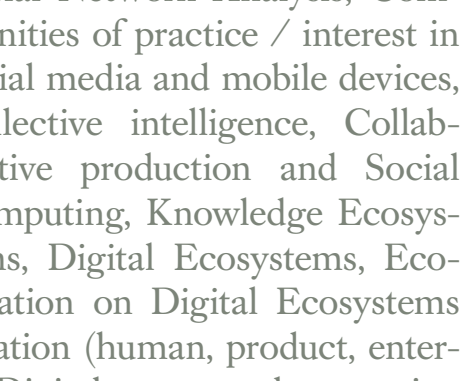 ial Network Analysis, Com-
nities of practice / interest in
ial media and mobile devices,
llective intelligence, Collab-
tive production and Social
mputing, Knowledge Ecosys-
ns, Digital Ecosystems, Eco-
ation on Digital Ecosystems
ation (human, product, enter-